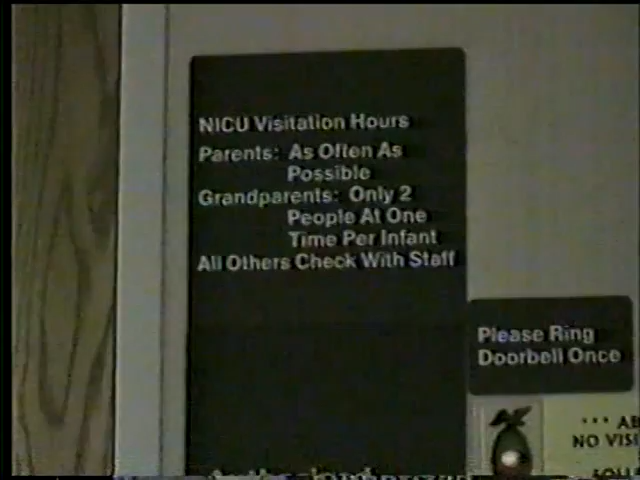 NICU Visitation Hours
Parents: As Often As
Possible
Grandparents: Only 2
People At One
Time Per Infant
All Others Check With Staff
Please Ring
Doorbell Once
***
NO